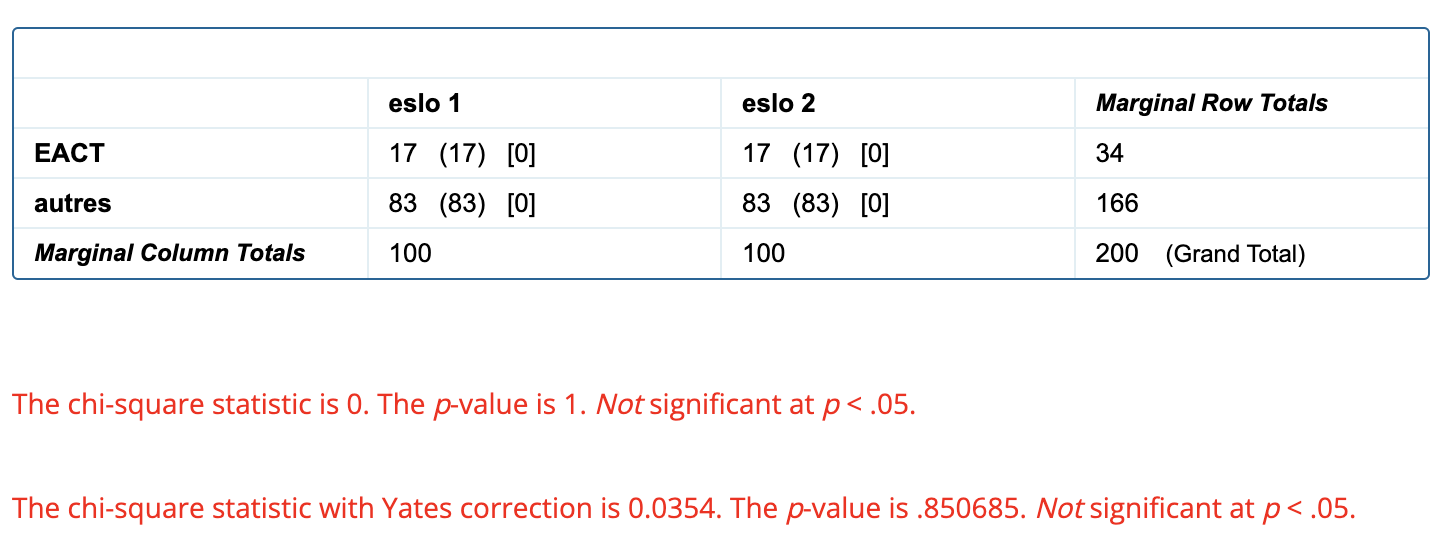 eslo 1 eslo 2 Marginal Row Totals
EACT 17 (17) [0] 17 (17) [0] 34
autres 83 (83) [0] 83 (83) [0] 166
Marginal Column Totals 100 100 200 (Grand Total)
The chi-square statistic is 0. The p-value is 1. Not significant at p < .05.
The chi-square statistic with Yates correction is 0.0354. The p-value is .850685. Not significant at p < .05.